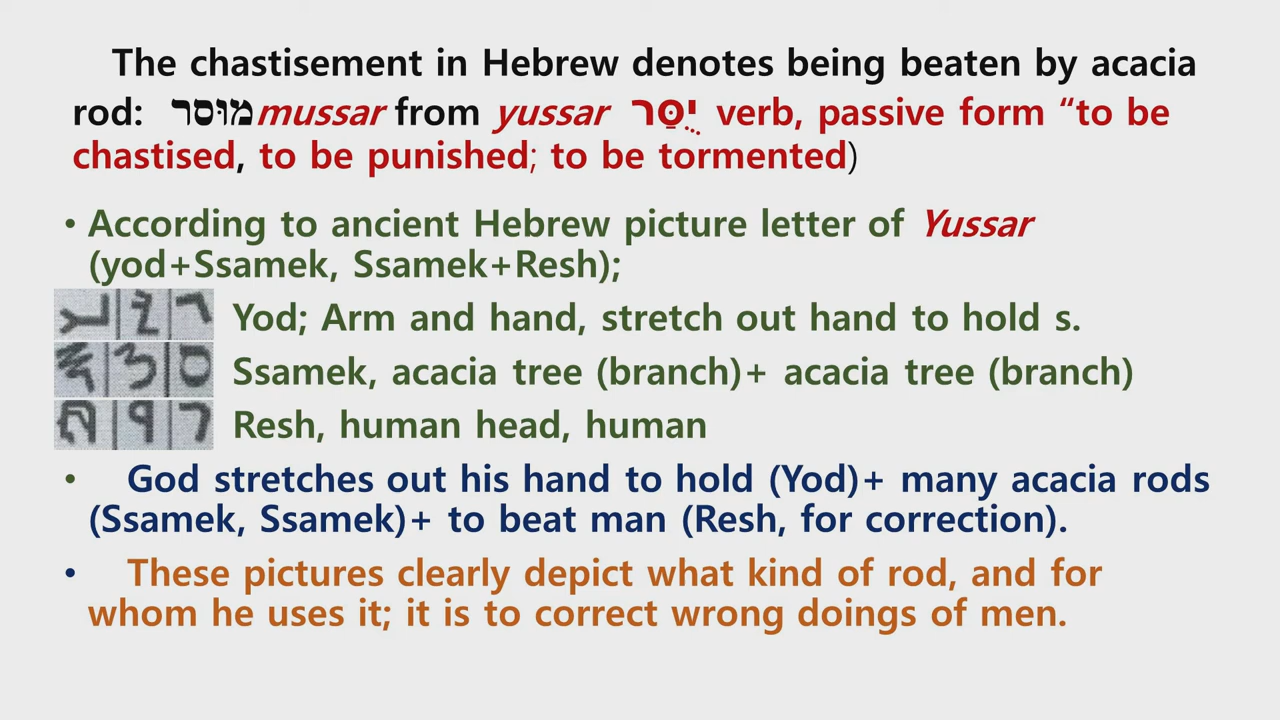 The chastisement in Hebrew denotes being beaten by acacia
rod: מוּסר mussar from yussar יֻסַּר verb, passive form “to be
chastised, to be punished; to be tormented)
• According to ancient Hebrew picture letter of Yussar
(yod+Ssamek, Ssamek+Resh);
Yod; Arm and hand, stretch out hand to hold s.
Ssamek, acacia tree (branch)+ acacia tree (branch)
Resh, human head, human
• God stretches out his hand to hold (Yod)+ many acacia rods
(Ssamek, Ssamek)+ to beat man (Resh, for correction).
• These pictures clearly depict what kind of rod, and for
whom he uses it; it is to correct wrong doings of men.